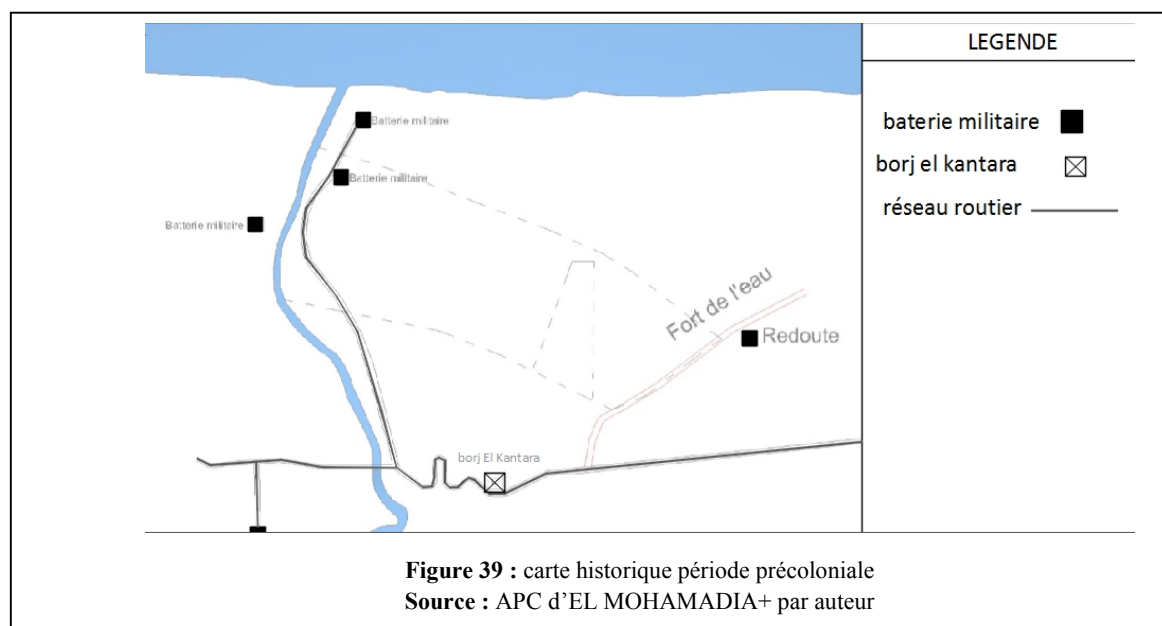 LEGENDE
baterie militaire
borj el kantara
réseau routier
Batterie militaire
Batterie militaire
Batterie militaire
Fort de l'eau
Redoute
borj El Kantara
Figure 39 : carte historique période précoloniale
Source : APC d'EL MOHAMADIA+ par auteur